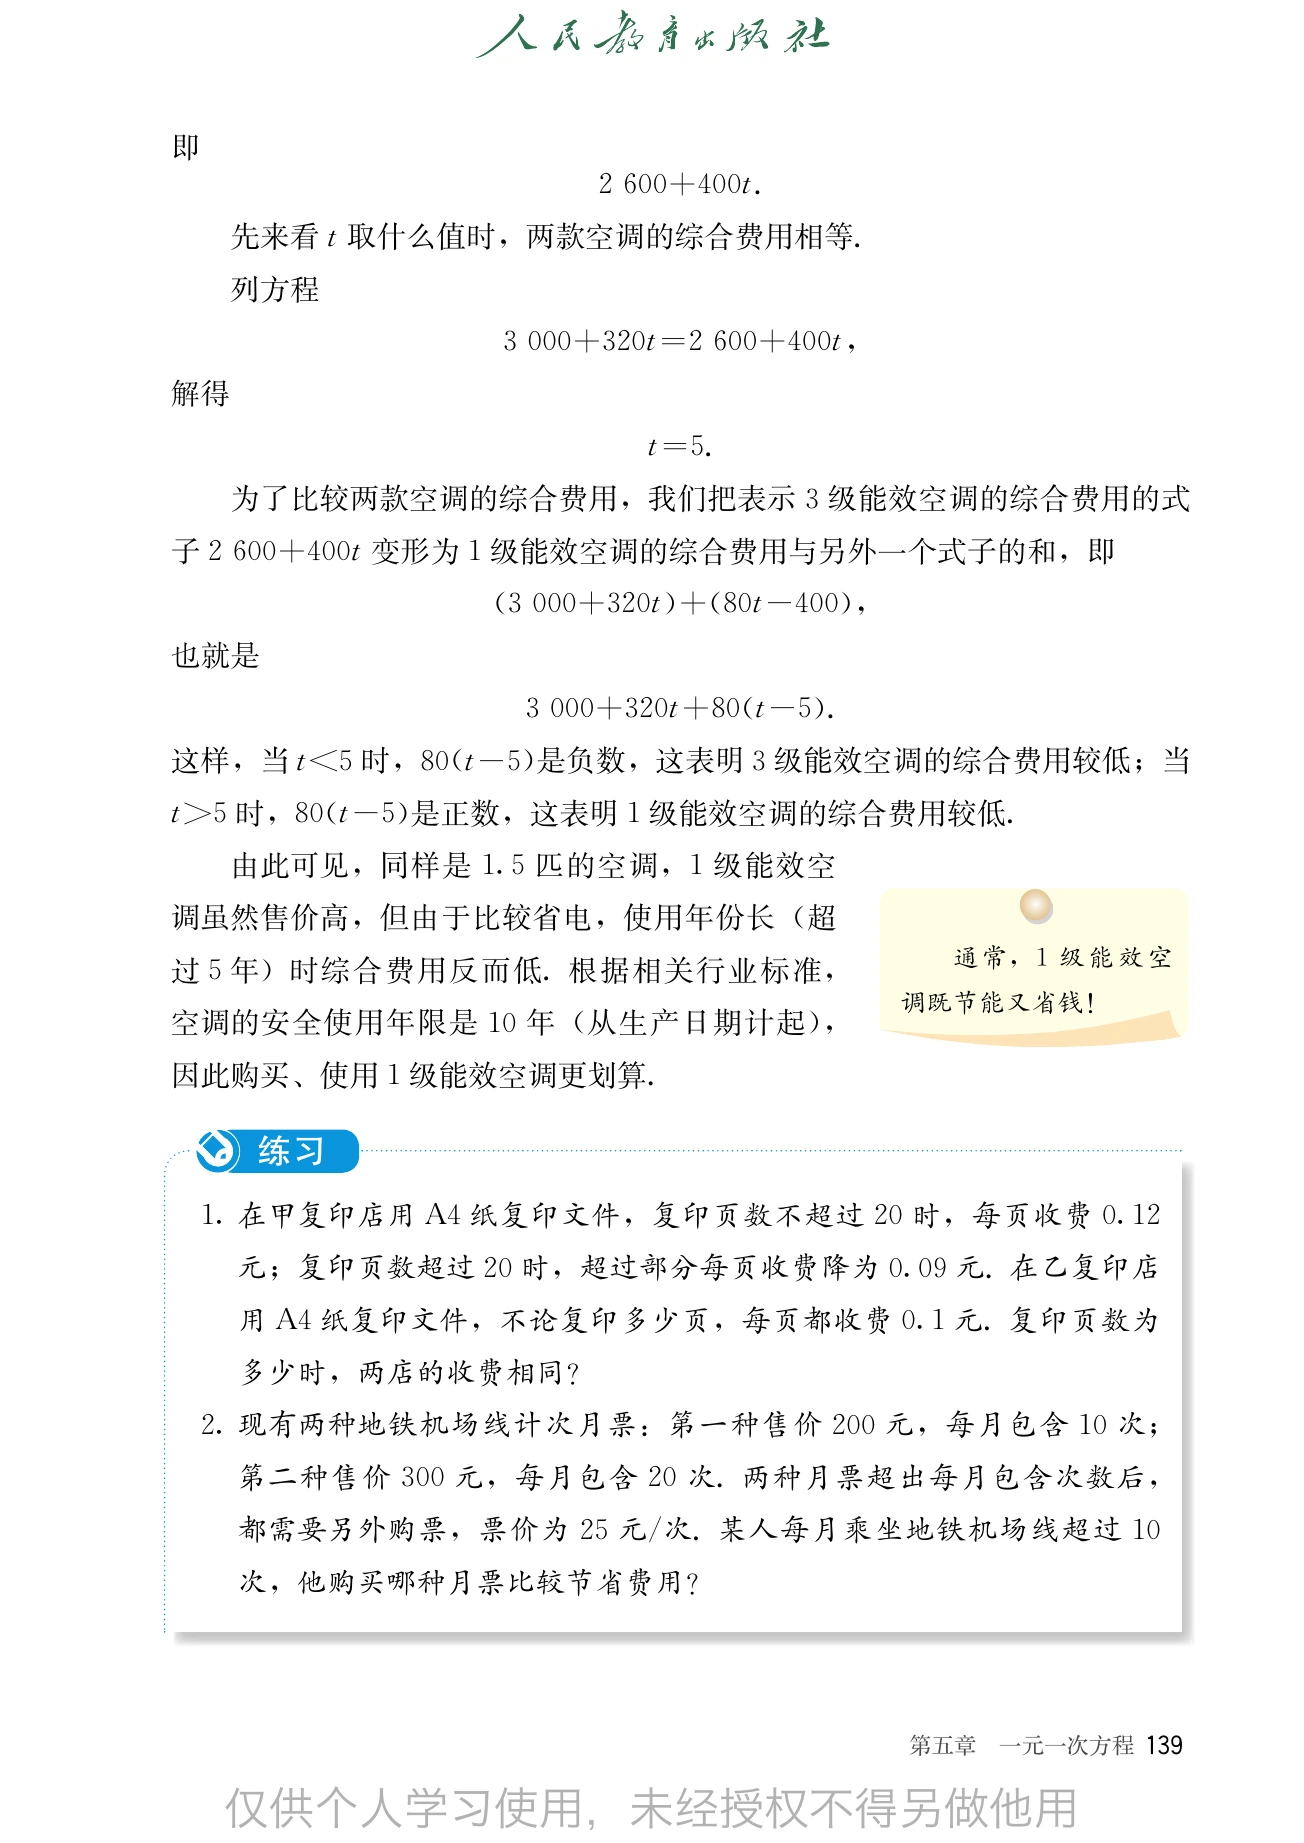 人民教育出版社
即
2 600+400t.
先来看 t 取什么值时，两款空调的综合费用相等.
列方程
3 000+320t=2 600+400t，
解得
t=5.
为了比较两款空调的综合费用，我们把表示 3 级能效空调的综合费用的式
子 2 600+400t 变形为 1 级能效空调的综合费用与另外一个式子的和，即
(3 000+320t)+(80t-400)，
也就是
3 000+320t+80(t-5).
这样，当 t<5 时，80(t-5)是负数，这表明 3 级能效空调的综合费用较低；当
t>5 时，80(t-5)是正数，这表明 1 级能效空调的综合费用较低.
由此可见，同样是 1.5 匹的空调，1 级能效空
调虽然售价高，但由于比较省电，使用年份长（超
过 5 年）时综合费用反而低. 根据相关行业标准，
空调的安全使用年限是 10 年（从生产日期计起），
因此购买、使用 1 级能效空调更划算.
通常，1 级能效空
调既节能又省钱！
练习
1. 在甲复印店用 A4 纸复印文件，复印页数不超过 20 时，每页收费 0.12
元；复印页数超过 20 时，超过部分每页收费降为 0.09 元. 在乙复印店
用 A4 纸复印文件，不论复印多少页，每页都收费 0.1 元. 复印页数为
多少时，两店的收费相同？
2. 现有两种地铁机场线计次月票：第一种售价 200 元，每月包含 10 次；
第二种售价 300 元，每月包含 20 次. 两种月票超出每月包含次数后，
都需要另外购票，票价为 25 元/次. 某人每月乘坐地铁机场线超过 10
次，他购买哪种月票比较节省费用？
第五章 一元一次方程 139
仅供个人学习使用，未经授权不得另做他用